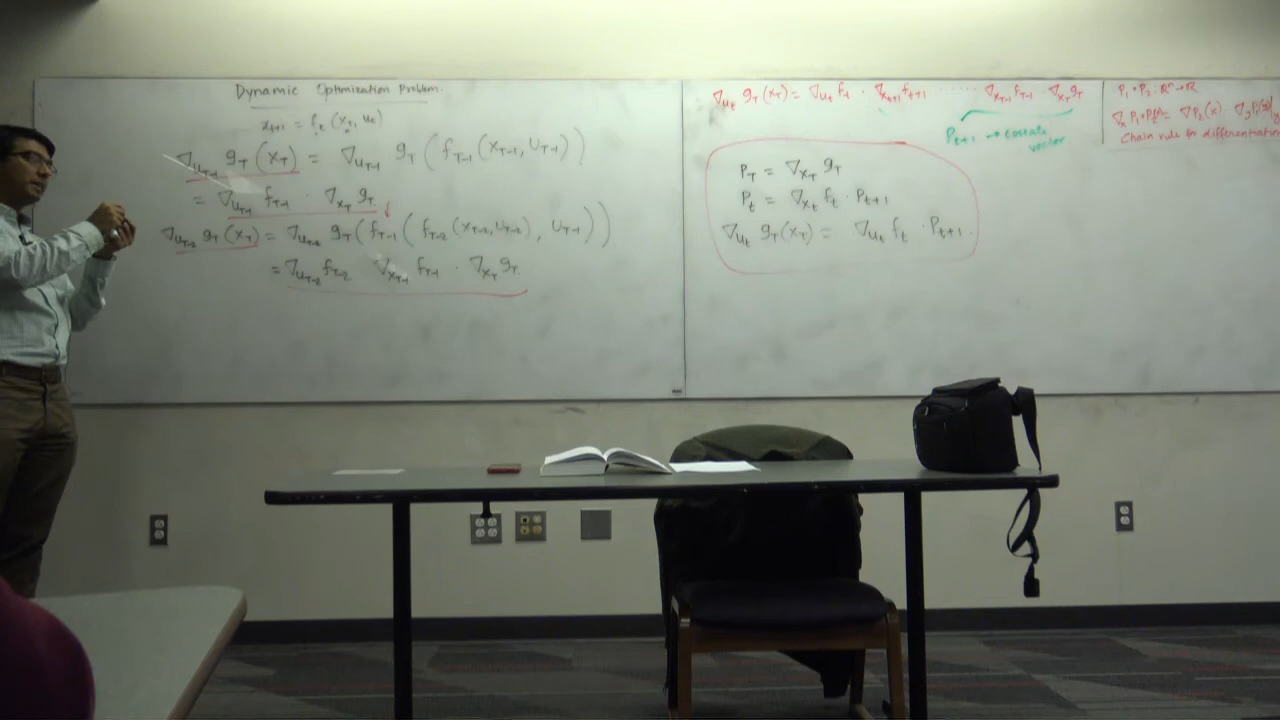 Dynamic Optimization Problem.
x_{t+1} = f_t (x_t, u_t)
∇_{u_{T-1}} g_T (x_T) = ∇_{u_{T-1}} g_T ( f_{T-1} (x_{T-1}, u_{T-1}) )
= ∇_{u_{T-1}} f_{T-1} · ∇_{x_T} g_T
∇_{u_{T-2}} g_T (x_T) = ∇_{u_{T-2}} g_T ( f_{T-1} ( f_{T-2} (x_{T-2}, u_{T-2}) , u_{T-1} ) )
= ∇_{u_{T-2}} f_{T-2} ∇_{x_{T-1}} f_{T-1} · ∇_{x_T} g_T.
∇_{u_t} g_T (x_T) = ∇_{u_t} f_t · ∇_{x_{t+1}} f_{t+1} · · · · · · ∇_{x_{T-1}} f_{T-1} · ∇_{x_T} g_T
P_{t+1} → costate
vector
P_T = ∇_{x_T} g_T
P_t = ∇_{x_t} f_t · P_{t+1}
∇_{u_t} g_T (x_T) = ∇_{u_t} f_t · P_{t+1}.
P_1 · P_2 : R^n → R
Chain rule for differentiation